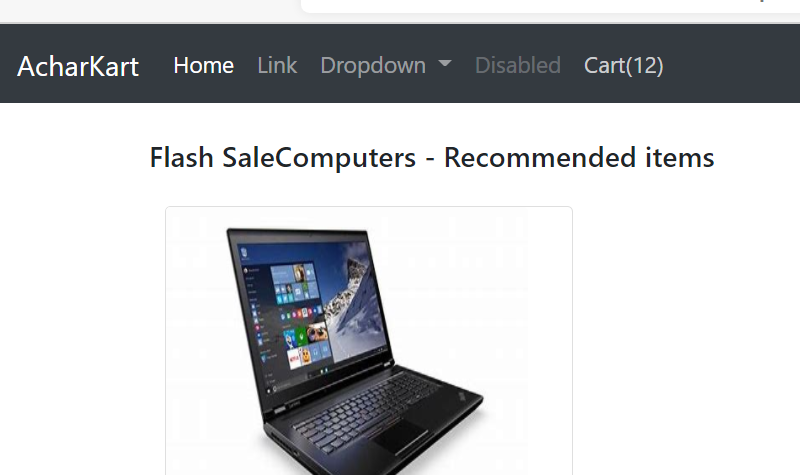 AcharKart Home Link Dropdown Disabled Cart(12)
Flash SaleComputers - Recommended items